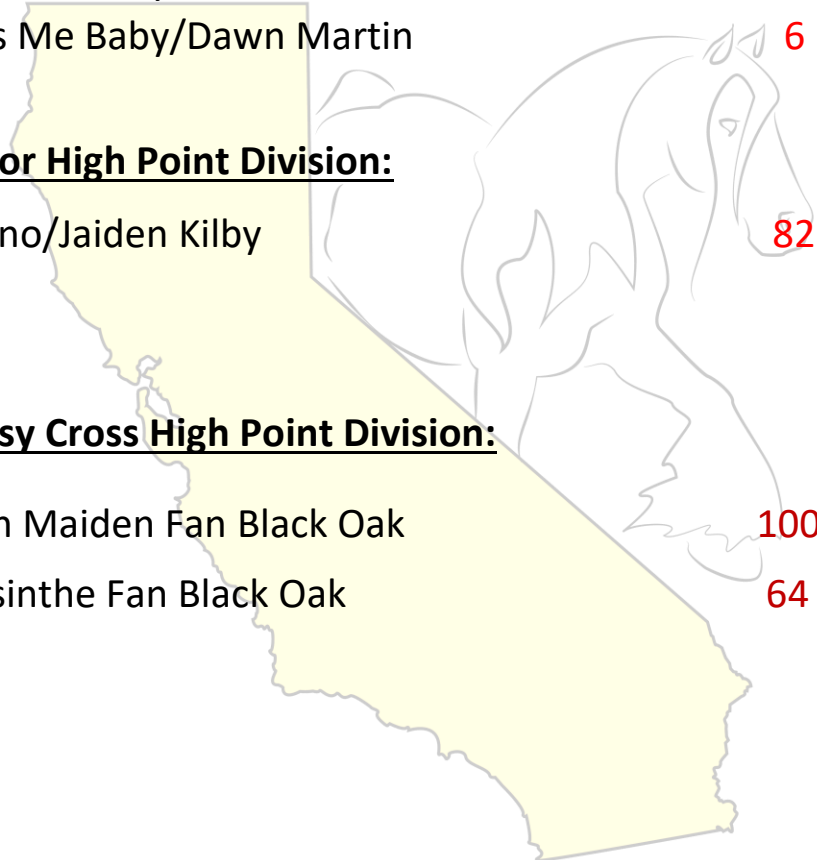 s Me Baby/Dawn Martin 6
or High Point Division:
no/Jaiden Kilby 82
sy Cross High Point Division:
n Maiden Fan Black Oak 100
sinthe Fan Black Oak 64